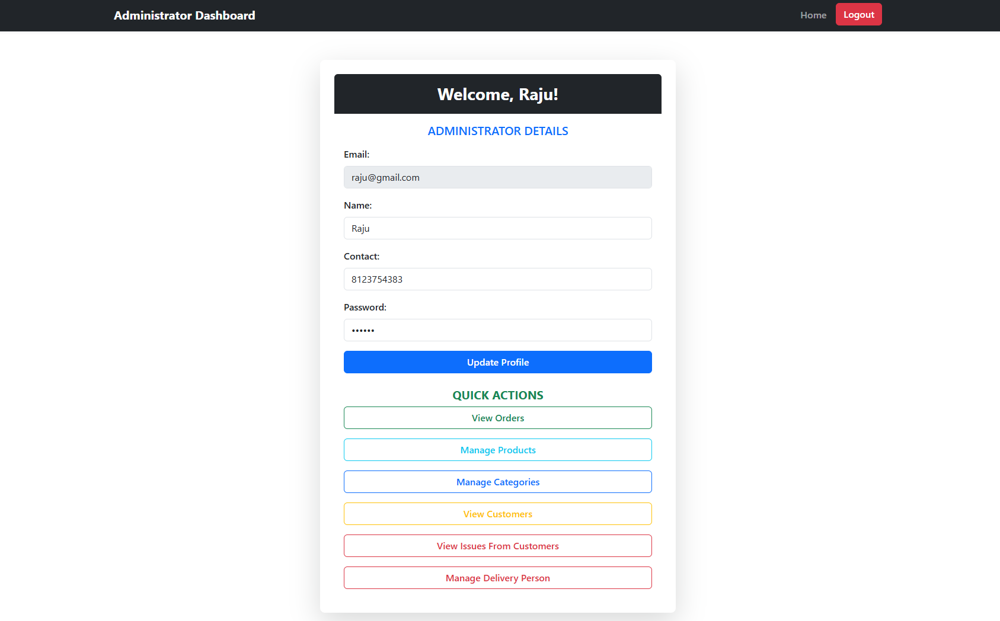 Administrator Dashboard
Home
Logout
Welcome, Raju!
ADMINISTRATOR DETAILS
Email:
raju@gmail.com
Name:
Raju
Contact:
8123754383
Password:
••••••
Update Profile
QUICK ACTIONS
View Orders
Manage Products
Manage Categories
View Customers
View Issues From Customers
Manage Delivery Person